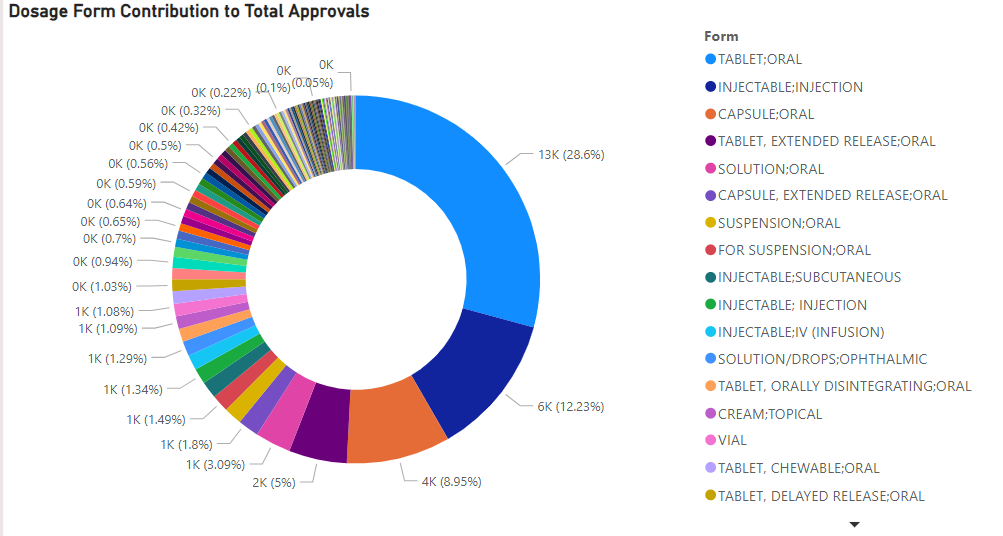 Dosage Form Contribution to Total Approvals
13K (28.6%)
6K (12.23%)
4K (8.95%)
2K (5%)
1K (3.09%)
1K (1.8%)
1K (1.49%)
1K (1.34%)
1K (1.29%)
1K (1.09%)
1K (1.08%)
0K (1.03%)
0K (0.94%)
0K (0.7%)
0K (0.65%)
0K (0.64%)
0K (0.59%)
0K (0.56%)
0K (0.5%)
0K (0.42%)
0K (0.32%)
0K (0.22%)
0K
(0.1%)
0K
(0.05%)
Form
TABLET;ORAL
INJECTABLE;INJECTION
CAPSULE;ORAL
TABLET, EXTENDED RELEASE;ORAL
SOLUTION;ORAL
CAPSULE, EXTENDED RELEASE;ORAL
SUSPENSION;ORAL
FOR SUSPENSION;ORAL
INJECTABLE;SUBCUTANEOUS
INJECTABLE; INJECTION
INJECTABLE;IV (INFUSION)
SOLUTION/DROPS;OPHTHALMIC
TABLET, ORALLY DISINTEGRATING;ORAL
CREAM;TOPICAL
VIAL
TABLET, CHEWABLE;ORAL
TABLET, DELAYED RELEASE;ORAL